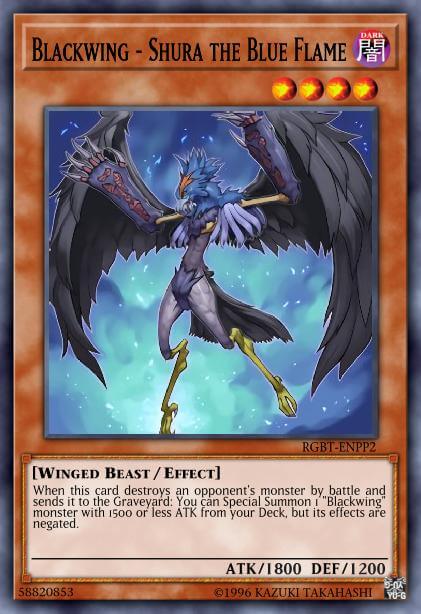 BLACKWING - SHURA THE BLUE FLAME
DARK
闇
RGBT-ENPP2
[WINGED BEAST / EFFECT]
When this card destroys an opponent's monster by battle and
sends it to the Graveyard: You can Special Summon 1 "Blackwing"
monster with 1500 or less ATK from your Deck, but its effects are
negated.
ATK/1800 DEF/1200
58820853
©1996 KAZUKI TAKAHASHI